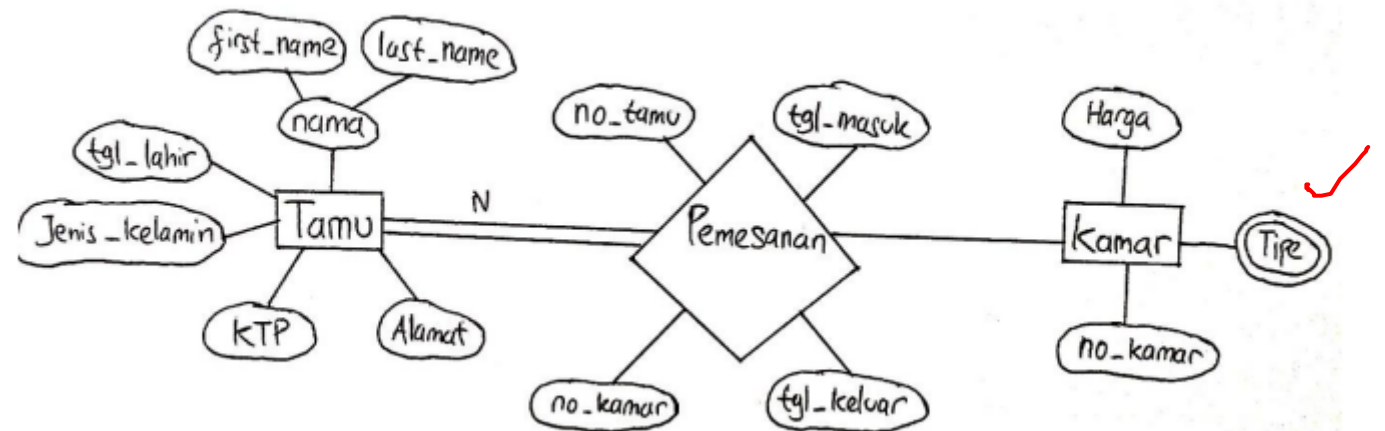 first_name
last_name
nama
no_tamu
tgl_masuk
Harga
tgl_lahir
Jenis_kelamin
Tamu
N
Pemesanan
Kamar
Tipe
KTP
Alamat
no_kamar
tgl_keluar
no_kamar